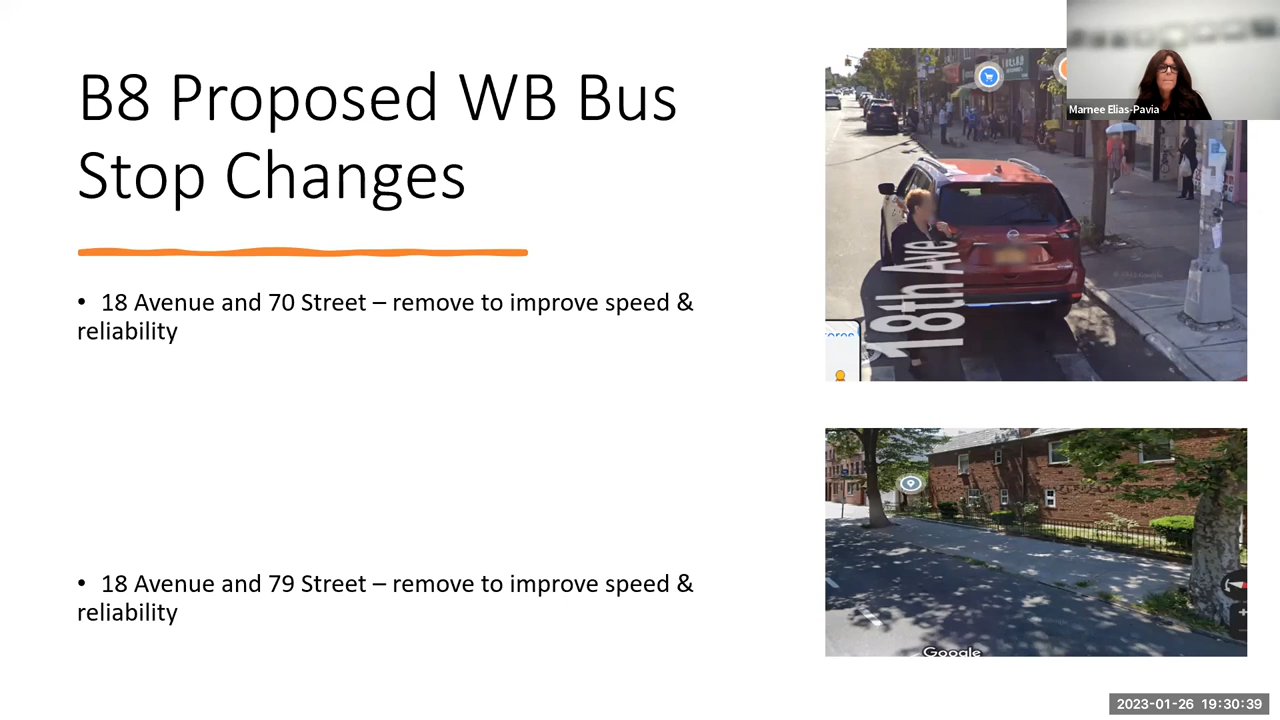 B8 Proposed WB Bus
Stop Changes
• 18 Avenue and 70 Street – remove to improve speed &
reliability
• 18 Avenue and 79 Street – remove to improve speed &
reliability
Marnee Elias-Pavia
18th Ave
Google
2023-01-26 19:30:39